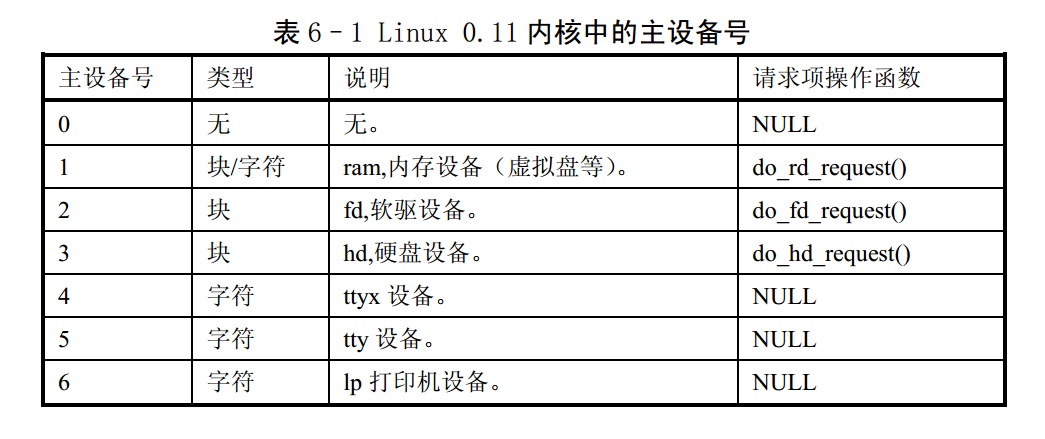 表 6-1 Linux 0.11 内核中的主设备号
主设备号 类型 说明 请求项操作函数
0 无 无。 NULL
1 块/字符 ram,内存设备（虚拟盘等）。 do_rd_request()
2 块 fd,软驱设备。 do_fd_request()
3 块 hd,硬盘设备。 do_hd_request()
4 字符 ttyx 设备。 NULL
5 字符 tty 设备。 NULL
6 字符 lp 打印机设备。 NULL